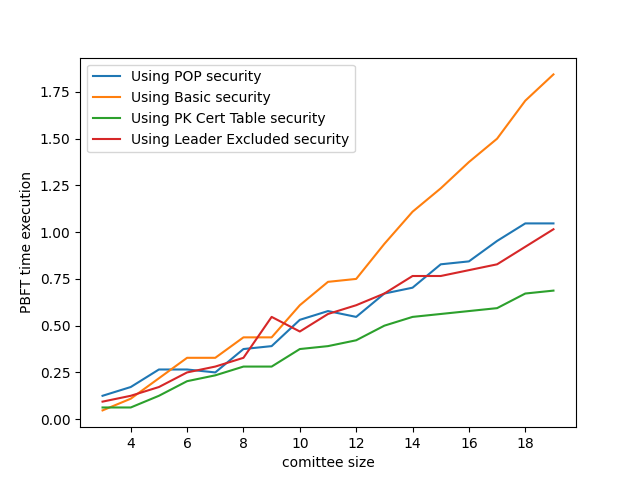 Using POP security
Using Basic security
Using PK Cert Table security
Using Leader Excluded security
PBFT time execution
1.75
1.50
1.25
1.00
0.75
0.50
0.25
0.00
4 6 8 10 12 14 16 18
comittee size